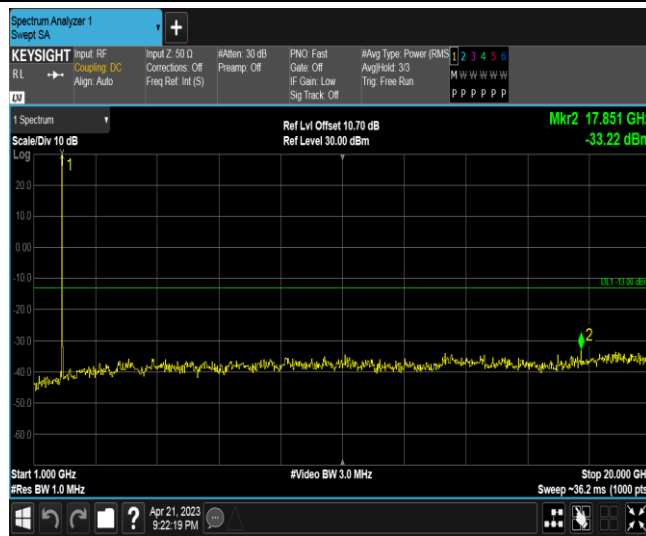 Spectrum Analyzer 1
Swept SA
+
KEYSIGHT
RL
LXI
Input: RF
Coupling: DC
Align: Auto
Input Z: 50 Ω
Corrections: Off
Freq Ref: Int (S)
#Atten: 30 dB
Preamp: Off
PNO: Fast
Gate: Off
IF Gain: Low
Sig Track: Off
#Avg Type: Power (RMS
Avg|Hold: 3/3
Trig: Free Run
1 2 3 4 5 6
M W W W W W
P P P P P P
1 Spectrum
Scale/Div 10 dB
Ref Lvl Offset 10.70 dB
Ref Level 30.00 dBm
Mkr2 17.851 GH
-33.22 dBm
Log
1
20.0
10.0
0.00
-10.0
DL1 -13.00 dBm
-20.0
-30.0
2
-40.0
-50.0
-60.0
Start 1.000 GHz
#Video BW 3.0 MHz
Stop 20.000 GH
#Res BW 1.0 MHz
Sweep ~36.2 ms (1000 pts
?
Apr 21, 2023
9:22:19 PM